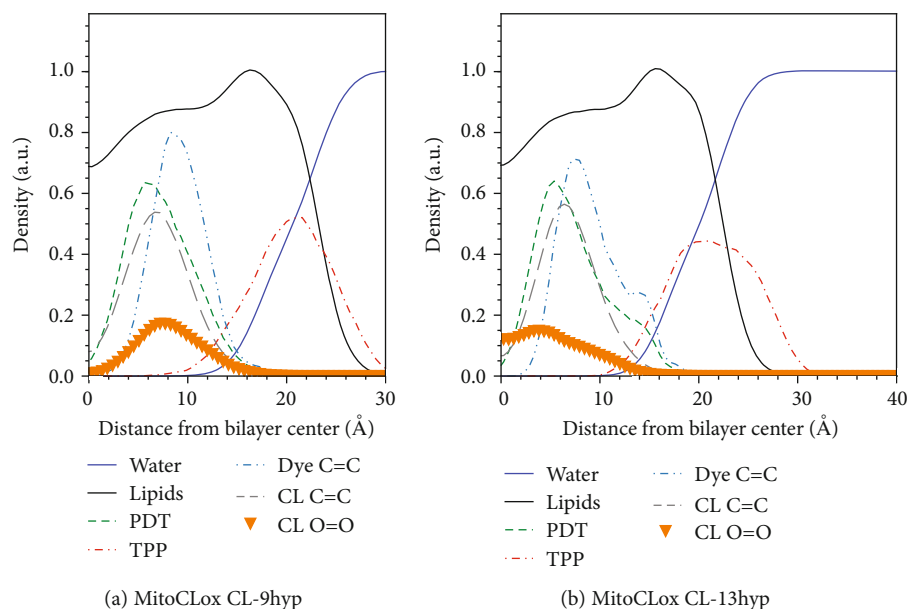 Density (a.u.)
1.0
0.8
0.6
0.4
0.2
0.0
0
10
20
30
Distance from bilayer center (Å)
Water
Lipids
PDT
TPP
Dye C=C
CL C=C
CL O=O
(a) MitoCLox CL-9hyp
Density (a.u.)
1.0
0.8
0.6
0.4
0.2
0.0
0
10
20
30
40
Distance from bilayer center (Å)
Water
Lipids
PDT
TPP
Dye C=C
CL C=C
CL O=O
(b) MitoCLox CL-13hyp